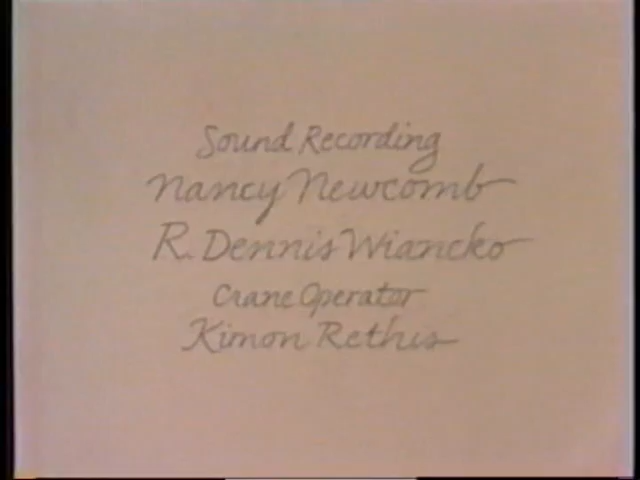 Sound Recording
Nancy Newcomb
R. Dennis Wiancko
Crane Operator
Kimon Rethis